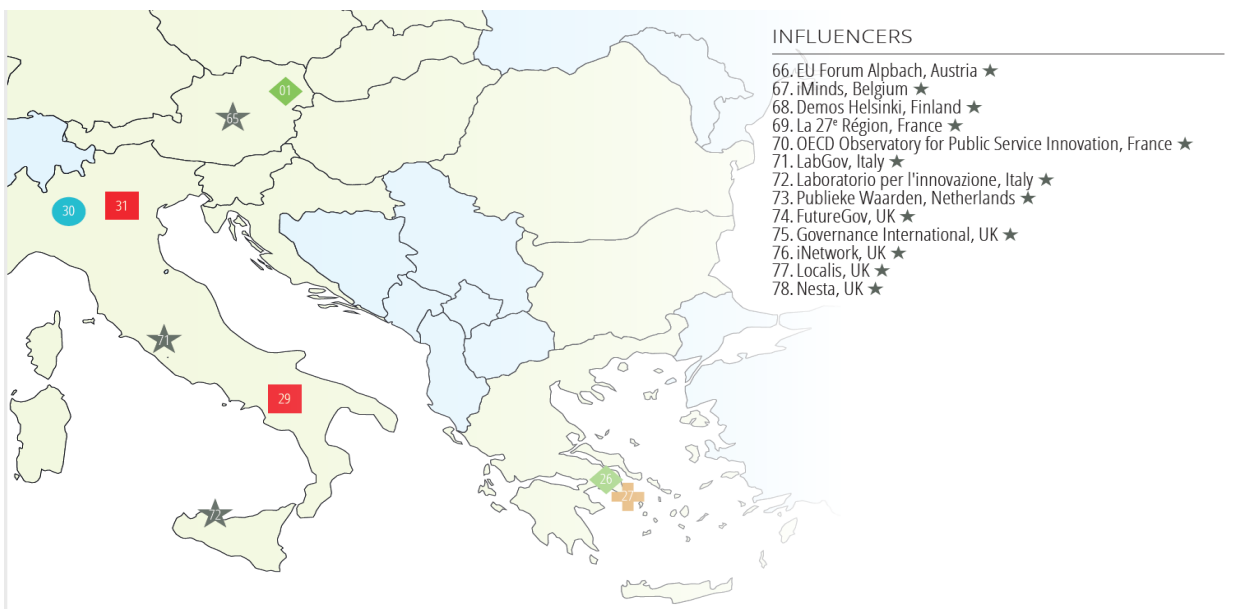 INFLUENCERS
66. EU Forum Alpbach, Austria ★
67. iMinds, Belgium ★
68. Demos Helsinki, Finland ★
69. La 27ᵉ Région, France ★
70. OECD Observatory for Public Service Innovation, France ★
71. LabGov, Italy ★
72. Laboratorio per l'innovazione, Italy ★
73. Publieke Waarden, Netherlands ★
74. FutureGov, UK ★
75. Governance International, UK ★
76. iNetwork, UK ★
77. Localis, UK ★
78. Nesta, UK ★
01
65
30
31
71
29
26
27
72